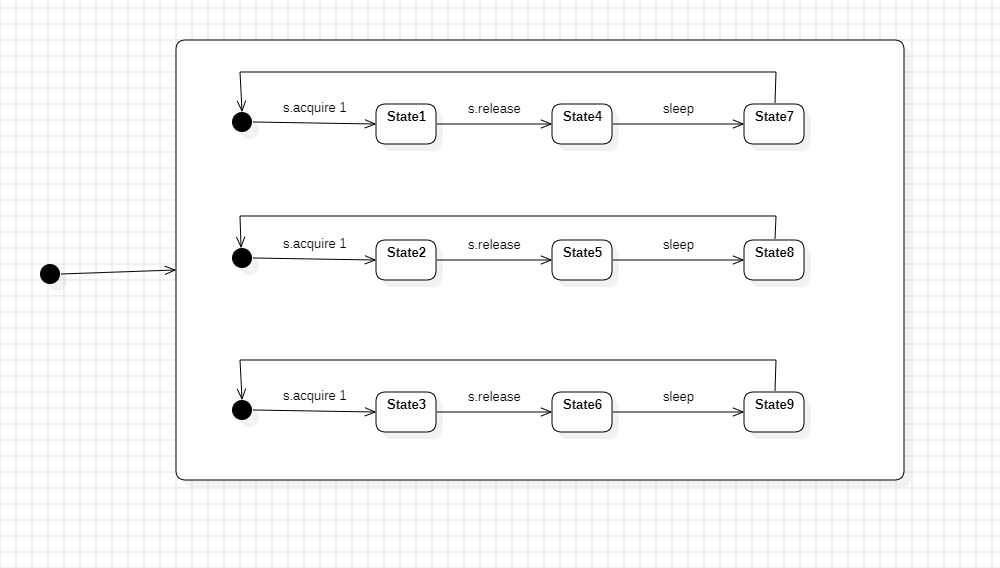 s.acquire 1
State1
s.release
State4
sleep
State7
s.acquire 1
State2
s.release
State5
sleep
State8
s.acquire 1
State3
s.release
State6
sleep
State9